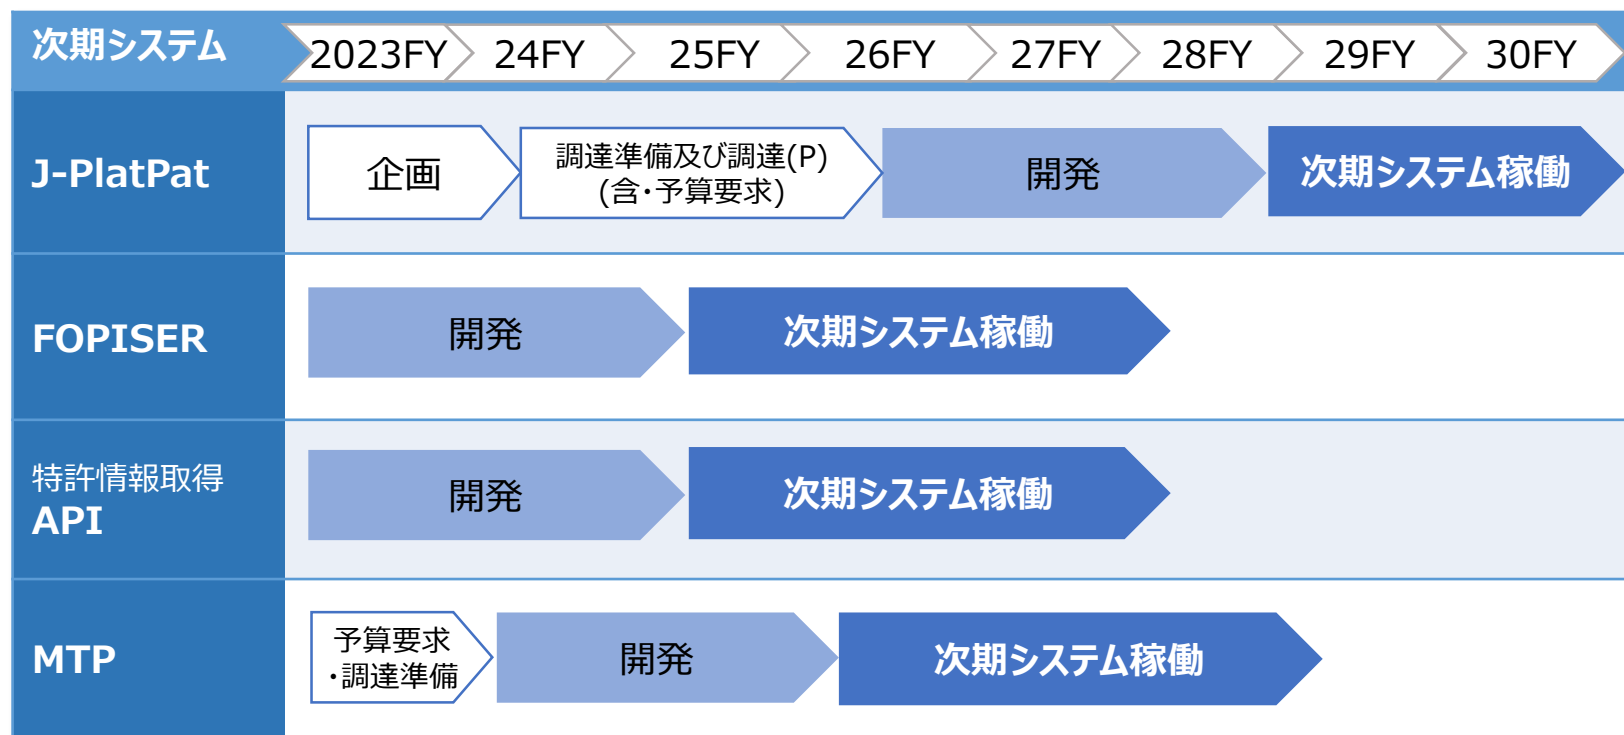 次期システム
2023FY
24FY
25FY
26FY
27FY
28FY
29FY
30FY
J-PlatPat
企画
調達準備及び調達(P)
(含・予算要求)
開発
次期システム稼働
FOPISER
開発
次期システム稼働
特許情報取得
API
開発
次期システム稼働
MTP
予算要求
・調達準備
開発
次期システム稼働